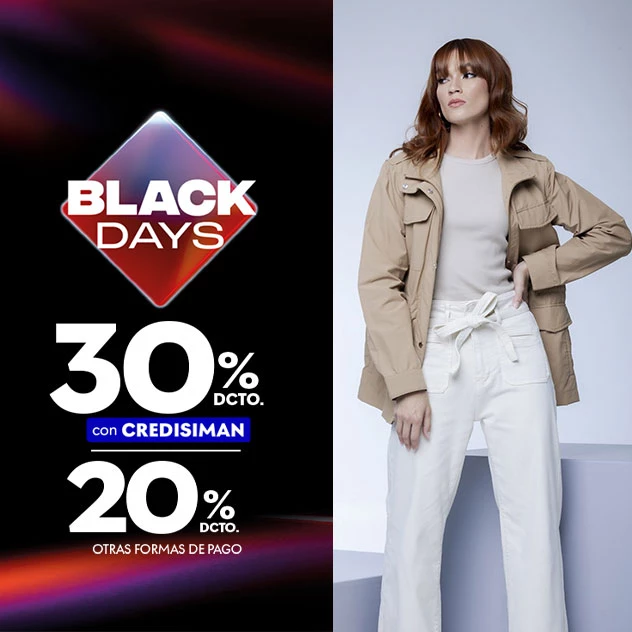 BLACK
DAYS
30%
DCTO.
con CREDISIMAN
20%
DCTO.
OTRAS FORMAS DE PAGO